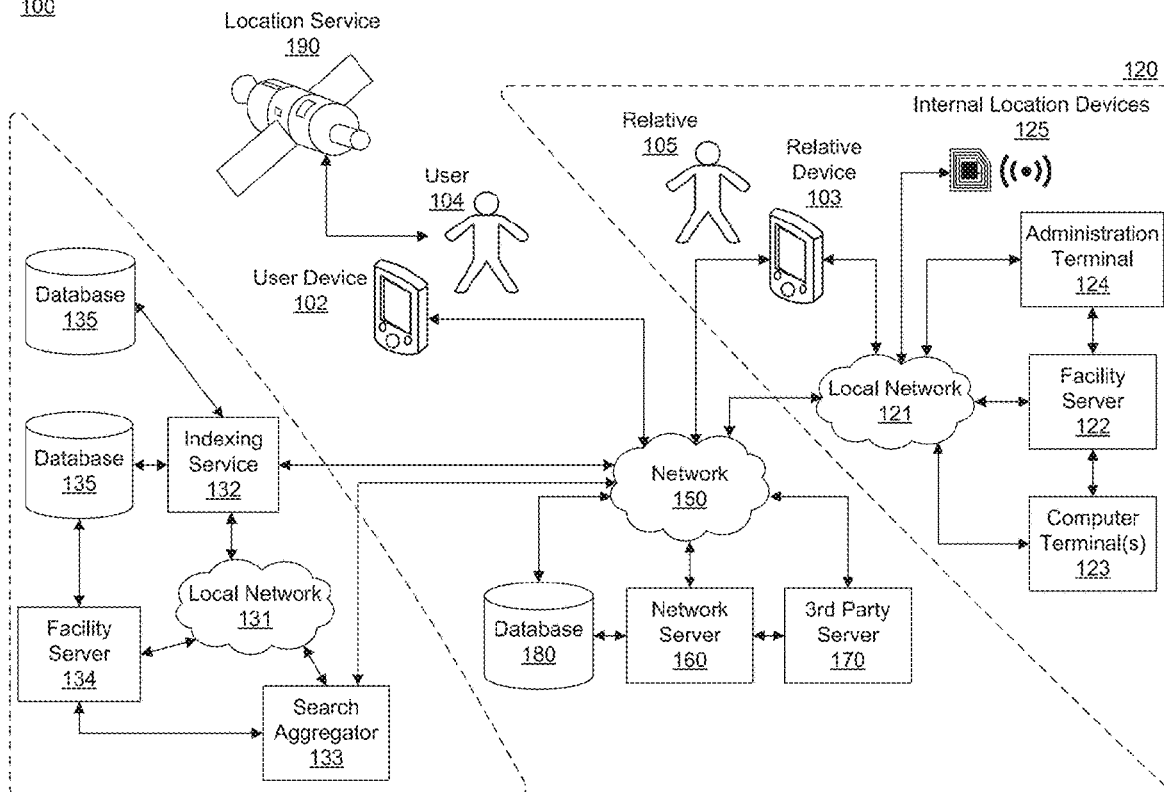 100
Location Service
190
120
Internal Location Devices
125
Relative
105
Relative
Device
103
User
104
Administration
Terminal
124
User Device
102
Database
135
Local Network
121
Facility
Server
122
Database
135
Indexing
Service
132
Network
150
Computer
Terminal(s)
123
Local Network
131
Facility
Server
134
Database
180
Network
Server
160
3rd Party
Server
170
Search
Aggregator
133